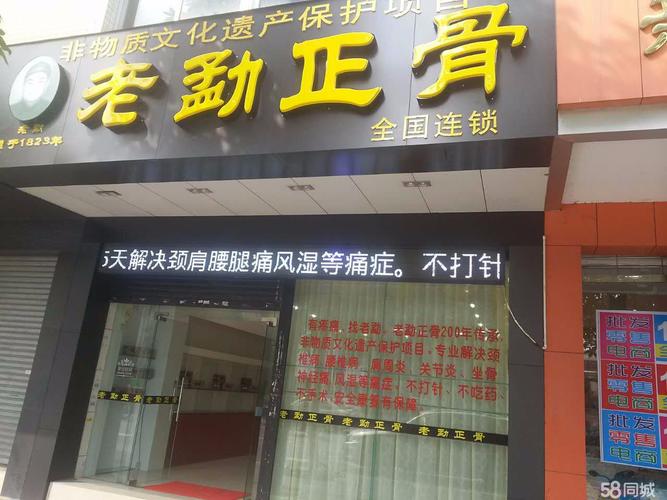 非物质文化遗产保护项目
老勐正骨
老勐
于1823年
全国连锁
5天解决颈肩腰腿痛风湿等痛症。不打针
有疼痛，找老勐，老勐正骨200年传承
非物质文化遗产保护项目，专业解决颈
椎病、腰椎病、肩周炎、关节炎、坐骨
神经痛、风湿等痛症，不打针、不吃药
不手术，安全康复有保障。
老勐正骨 老勐正骨 老勐正骨 老勐正骨
批发
零售
电商
批发
零售
电商
批发
零售
电商
58同城